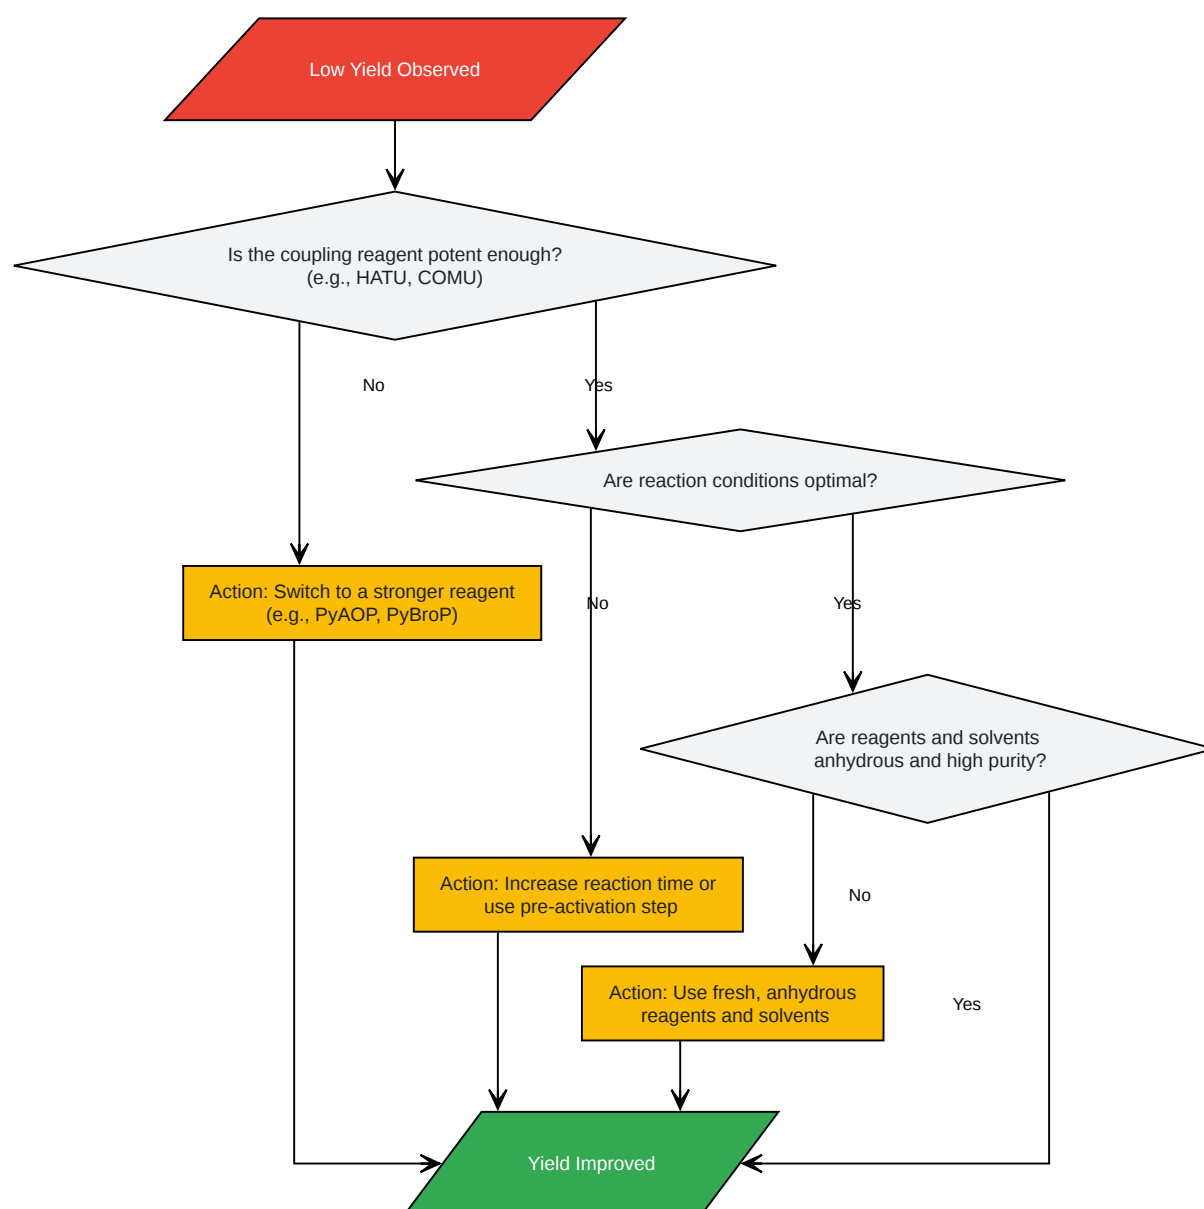 Low Yield Observed
Is the coupling reagent potent enough?
(e.g., HATU, COMU)
No
Yes
Are reaction conditions optimal?
Action: Switch to a stronger reagent
(e.g., PyAOP, PyBroP)
No
Yes
Are reagents and solvents
anhydrous and high purity?
Action: Increase reaction time or
use pre-activation step
No
Action: Use fresh, anhydrous
reagents and solvents
Yes
Yield Improved